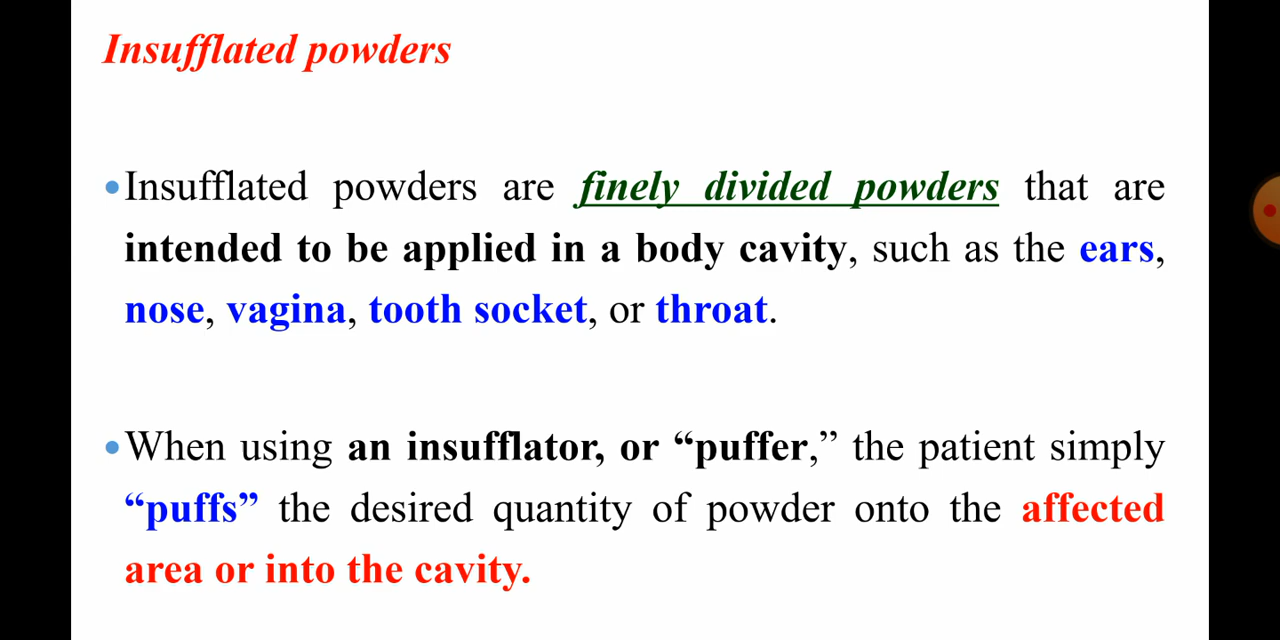 Insufflated powders
•Insufflated powders are finely divided powders that are
intended to be applied in a body cavity, such as the ears,
nose, vagina, tooth socket, or throat.
•When using an insufflator, or “puffer,” the patient simply
“puffs” the desired quantity of powder onto the affected
area or into the cavity.